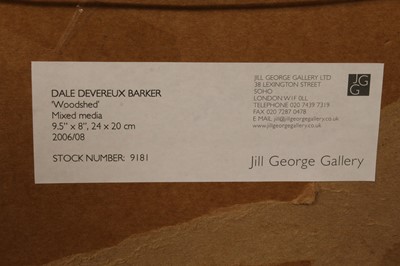 DALE DEVEREUX BARKER
'Woodshed'
Mixed media
9.5" x 8", 24 x 20 cm
2006/08
STOCK NUMBER: 9181
JILL GEORGE GALLERY LTD
38 LEXINGTON STREET
SOHO
LONDON W1F 0LL
TELEPHONE 020 7439 7319
FAX 020 7287 0478
E MAIL jill@jillgeorgegallery.co.uk
www.jillgeorgegallery.co.uk
JG
G
Jill George Gallery